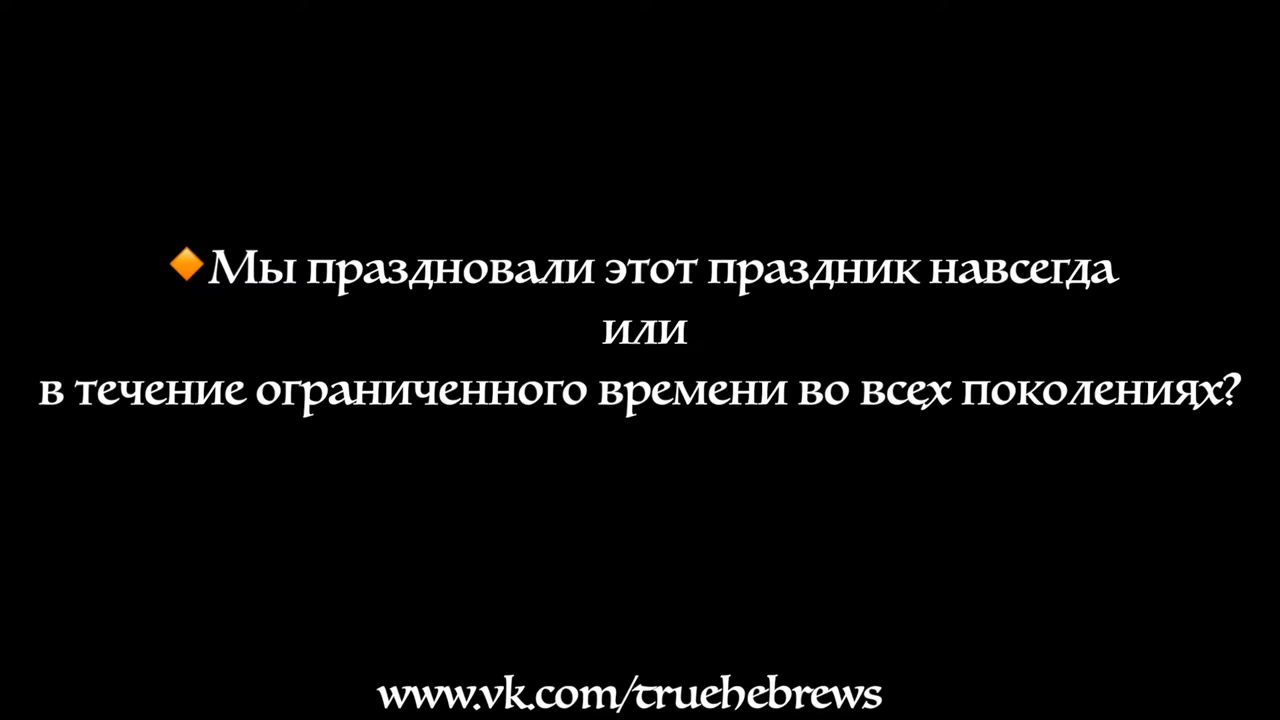 🔸Мы праздновали этот праздник навсегда
или
в течение ограниченного времени во всех поколениях?
www.vk.com/truehebrews